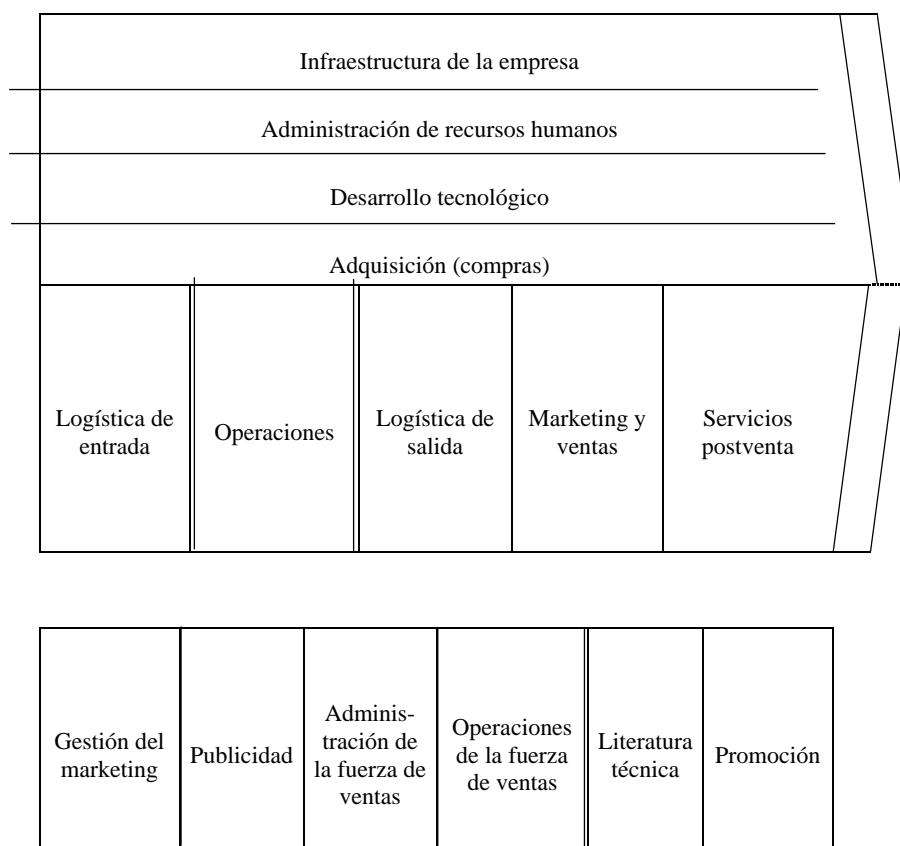 Infraestructura de la empresa
Administración de recursos humanos
Desarrollo tecnológico
Adquisición (compras)
Logística de
entrada
Operaciones
Logística de
salida
Marketing y
ventas
Servicios
postventa
Gestión del
marketing
Publicidad
Adminis-
tración de
la fuerza de
ventas
Operaciones
de la fuerza
de ventas
Literatura
técnica
Promoción